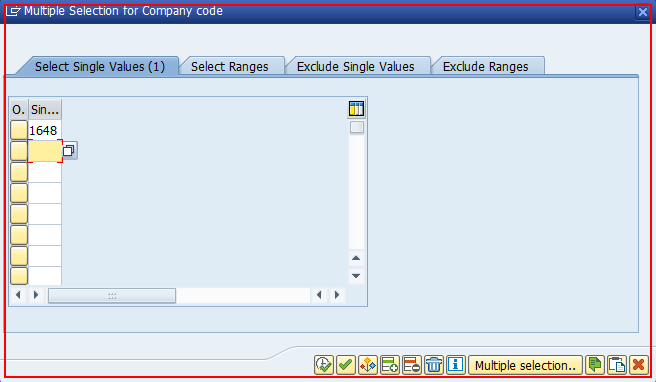 Multiple Selection for Company code
Select Single Values (1) Select Ranges Exclude Single Values Exclude Ranges
O. Sin...
1648
Multiple selection..